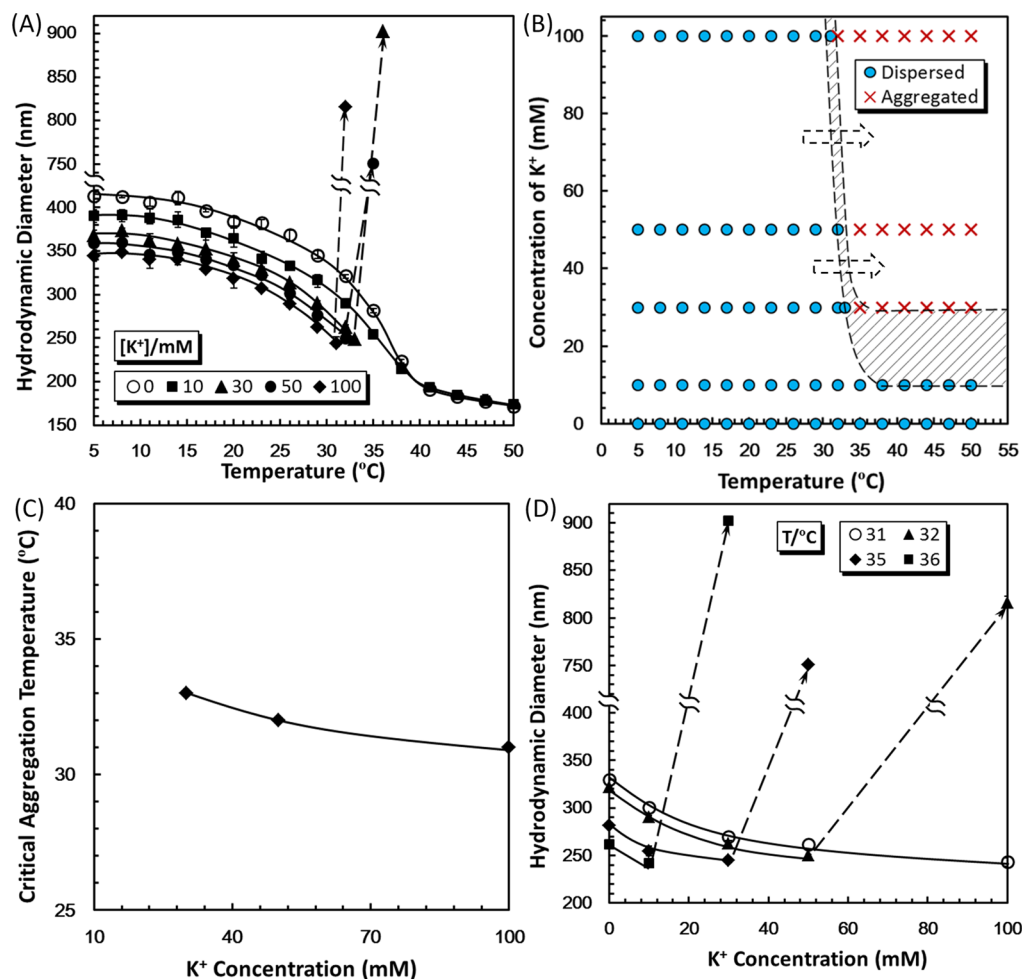 (A)
Hydrodynamic Diameter (nm)
900
850
800
750
400
350
300
250
200
150
[K⁺]/mM
0 10 30 50 100
5 10 15 20 25 30 35 40 45 50
Temperature (°C)
(B)
Concentration of K⁺ (mM)
100
80
60
40
20
0
Dispersed
Aggregated
0 5 10 15 20 25 30 35 40 45 50 55
Temperature (°C)
(C)
Critical Aggregation Temperature (°C)
40
35
30
25
10 40 70 100
K⁺ Concentration (mM)
(D)
Hydrodynamic Diameter (nm)
900
850
800
750
400
350
300
250
200
T/°C
31 32
35 36
0 20 40 60 80 100
K⁺ Concentration (mM)